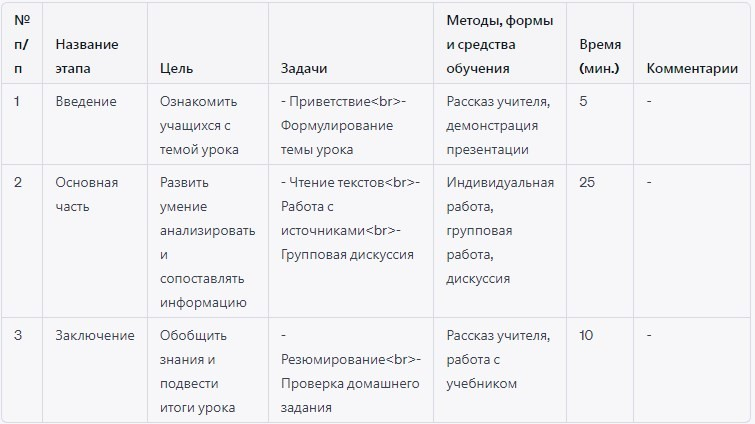 № п/п
Название этапа
Цель
Задачи
Методы, формы и средства обучения
Время (мин.)
Комментарии
1
Введение
Ознакомить
учащихся с
темой урока
- Приветствие<br>-
Формулирование
темы урока
Рассказ учителя,
демонстрация
презентации
5
-
2
Основная
часть
Развить
умение
анализировать
и
сопоставлять
информацию
- Чтение текстов<br>-
Работа с
источниками<br>-
Групповая дискуссия
Индивидуальная
работа,
групповая
работа,
дискуссия
25
-
3
Заключение
Обобщить
знания и
подвести
итоги урока
-
Резюмирование<br>-
Проверка домашнего
задания
Рассказ учителя,
работа с
учебником
10
-